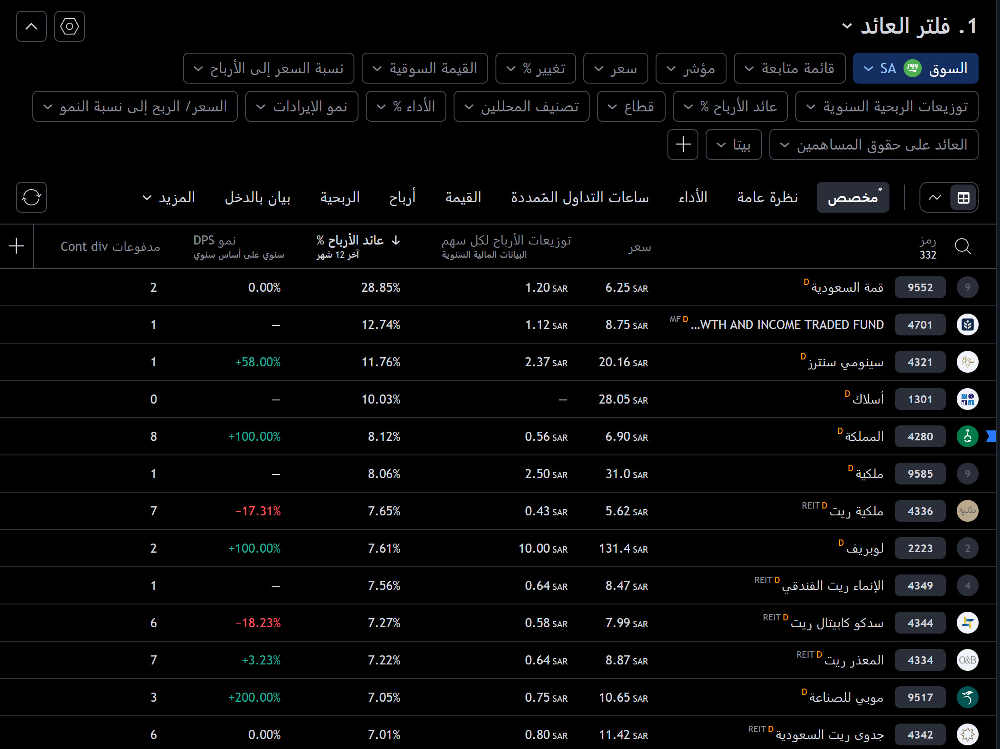 1. فلتر العائد
السوق SA قائمة متابعة مؤشر سعر تغيير % القيمة السوقية نسبة السعر إلى الأرباح
توزيعات الربحية السنوية عائد الأرباح % قطاع تصنيف المحللين الأداء % نمو الإيرادات السعر/ الربح إلى نسبة النمو
العائد على حقوق المساهمين بيتا
مُخصص نظرة عامة الأداء ساعات التداول المُمددة القيمة أرباح الربحية بيان بالدخل المزيد
رمز سعر توزيعات الأرباح لكل سهم عائد الأرباح % نمو DPS مدفوعات Cont div
332 البيانات المالية السنوية آخر 12 شهر سنوي على أساس سنوي
9 9552 قمة السعودية D 6.25 SAR 1.20 SAR 28.85% 0.00% 2
4701 ...WTH AND INCOME TRADED FUND D MF 8.75 SAR 1.12 SAR 12.74% — 1
4321 سينومي سنترز D 20.16 SAR 2.37 SAR 11.76% +58.00% 1
1301 أسلاك D 28.05 SAR — 10.03% — 0
4280 المملكة D 6.90 SAR 0.56 SAR 8.12% +100.00% 8
9 9585 ملكية D 31.0 SAR 2.50 SAR 8.06% — 1
ملكية 4336 ملكية ريت D REIT 5.62 SAR 0.43 SAR 7.65% −17.31% 7
2 2223 لوبريف D 131.4 SAR 10.00 SAR 7.61% +100.00% 2
4 4349 الإنماء ريت الفندقي D REIT 8.47 SAR 0.64 SAR 7.56% — 1
4344 سدكو كابيتال ريت D REIT 7.99 SAR 0.58 SAR 7.27% −18.23% 6
O&B 4334 المعذر ريت D REIT 8.87 SAR 0.64 SAR 7.22% +3.23% 7
9517 موبي للصناعة D 10.65 SAR 0.75 SAR 7.05% +200.00% 3
4342 جدوى ريت السعودية D REIT 11.42 SAR 0.80 SAR 7.01% 0.00% 6